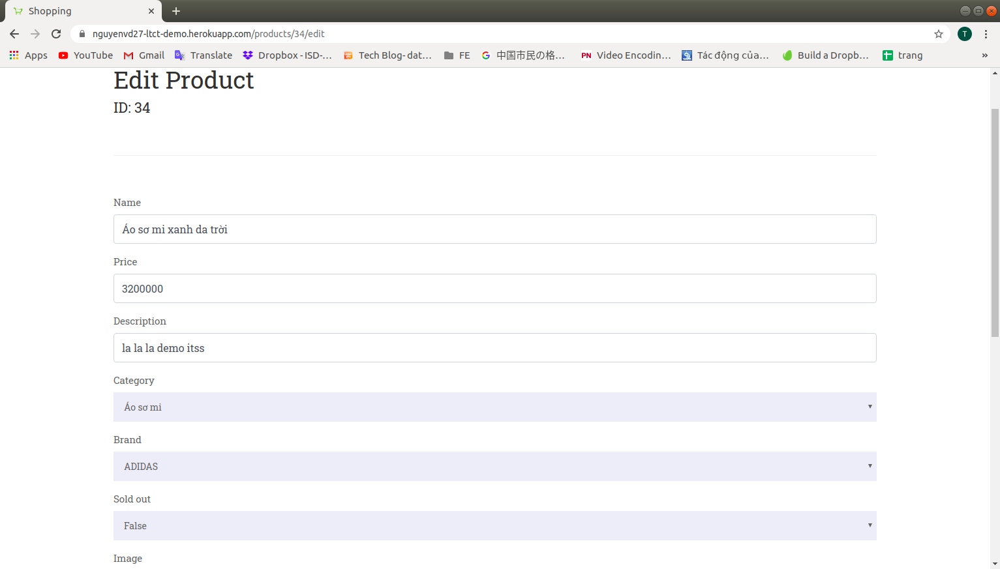 Shopping
nguyenvd27-ltct-demo.herokuapp.com/products/34/edit
T
Apps YouTube Gmail Translate Dropbox - ISD-... Tech Blog- dat... FE 中国市民の格... PN Video Encodin... Tác động của... Build a Dropb... trang »
Edit Product
ID: 34
Name
Áo sơ mi xanh da trời
Price
3200000
Description
la la la demo itss
Category
Áo sơ mi
Brand
ADIDAS
Sold out
False
Image